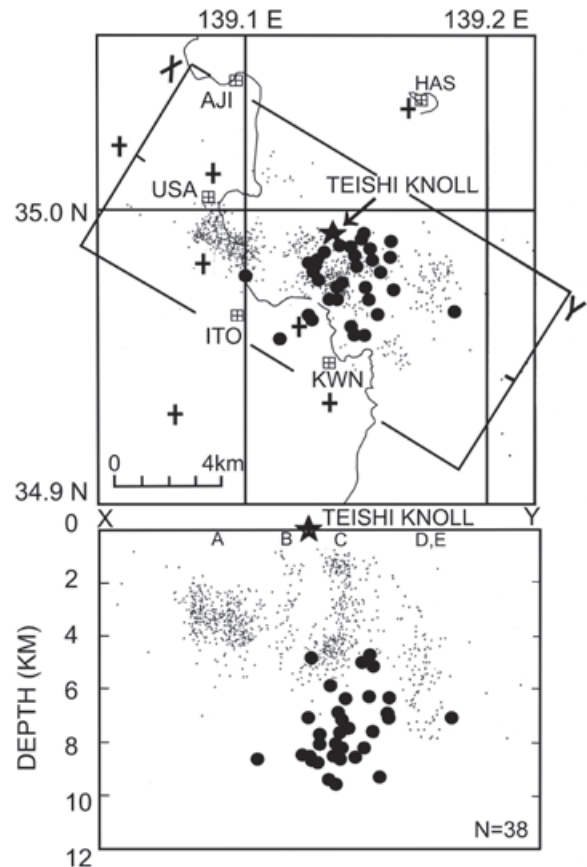 139.1 E 139.2 E
X
AJI
HAS
USA
TEISHI KNOLL
35.0 N
Y
ITO
KWN
0 4km
34.9 N
X TEISHI KNOLL Y
0
A B C D,E
2
4
6
8
10
12
DEPTH (KM)
N=38